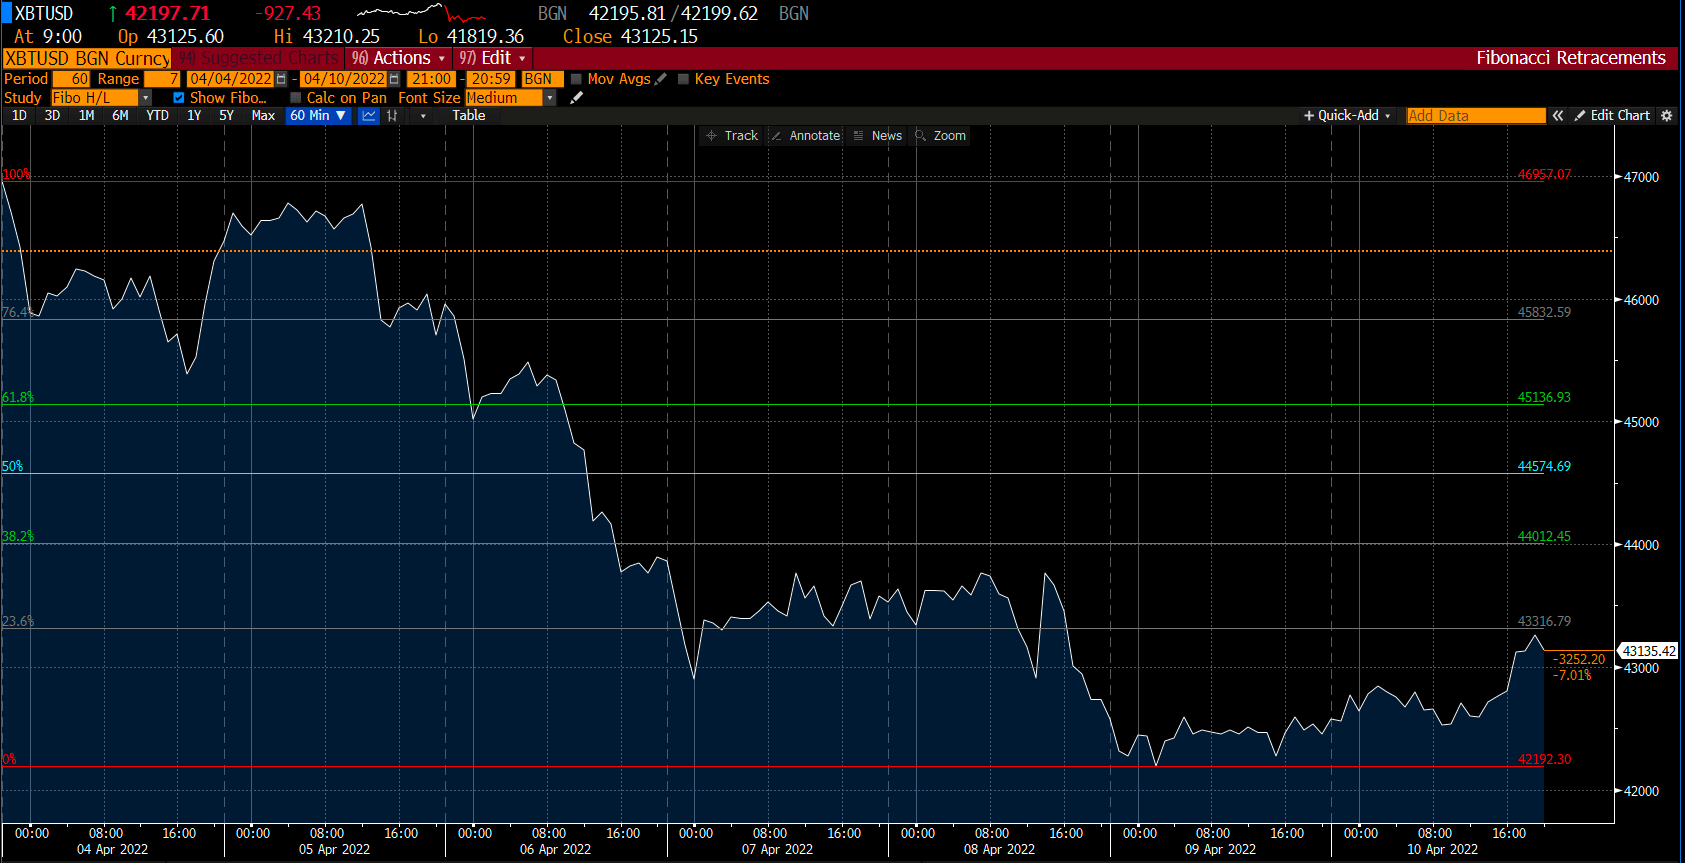 XBTUSD ↑ 42197.71 -927.43 BGN 42195.81 / 42199.62 BGN
At 9:00 Op 43125.60 Hi 43210.25 Lo 41819.36 Close 43125.15
XBTUSD BGN Curncy 94) Suggested Charts 96) Actions 97) Edit Fibonacci Retracements
Period 60 Range 7 04/04/2022 - 04/10/2022 21:00 - 20:59 BGN Mov Avgs Key Events
Study Fibo H/L Show Fibo... Calc on Pan Font Size Medium
1D 3D 1M 6M YTD 1Y 5Y Max 60 Min ▼ Table + Quick-Add Add Data « Edit Chart
Track Annotate News Zoom
100% 46957.07
47000
46000
76.4% 45832.59
61.8% 45136.93
45000
50% 44574.69
38.2% 44012.45
44000
23.6% 43316.79
43135.42
-3252.20
43000
-7.01%
0% 42192.30
42000
00:00 08:00 16:00 00:00 08:00 16:00 00:00 08:00 16:00 00:00 08:00 16:00 00:00 08:00 16:00 00:00 08:00 16:00 00:00 08:00 16:00
04 Apr 2022 05 Apr 2022 06 Apr 2022 07 Apr 2022 08 Apr 2022 09 Apr 2022 10 Apr 2022